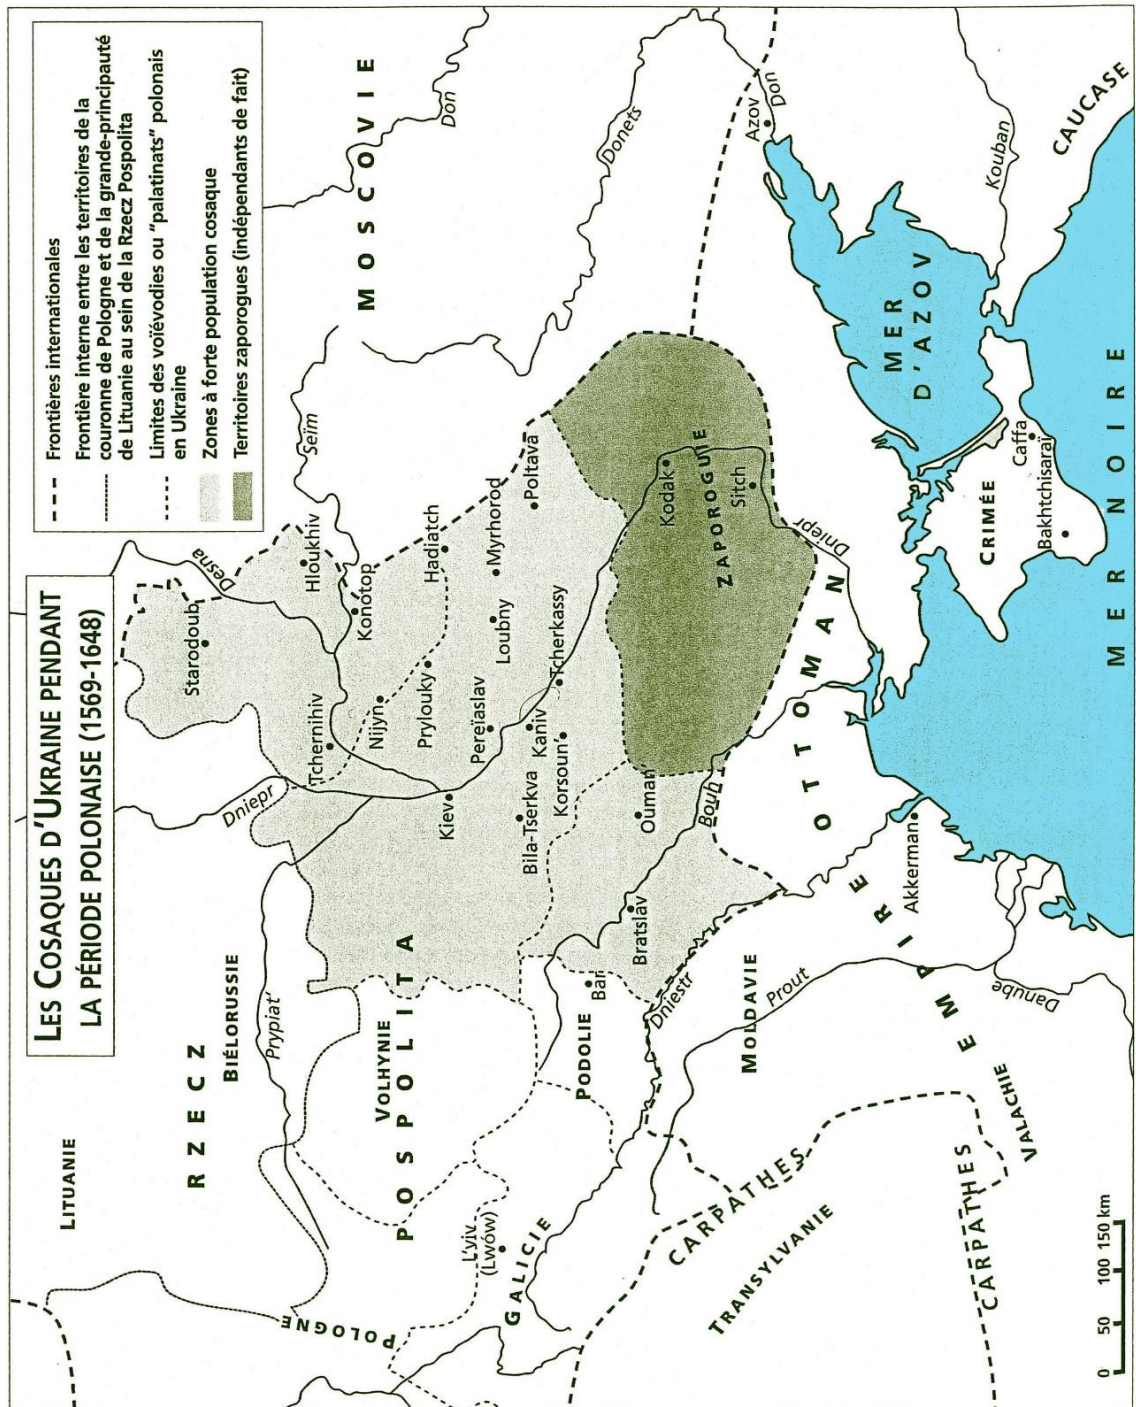 LES COSAQUES D'UKRAINE PENDANT
LA PÉRIODE POLONAISE (1569-1648)
Frontières internationales
Frontière interne entre les territoires de la
couronne de Pologne et de la grande-principauté
de Lituanie au sein de la Rzecz Pospolita
Limites des voïévodies ou "palatinats" polonais
en Ukraine
Zones à forte population cosaque
Territoires zaporogues (indépendants de fait)
LITUANIE
RZECZ
POSPOLITA
BIÉLORUSSIE
Prypiat'
Dniepr
Desna
Starodoub
Hloukhiv
Seïm
MOSCOVIE
Don
Donets
POLOGNE
VOLHYNIE
Tchernihiv
Konotop
Nijyn
Prylouky
Hadiatch
Kiev
Pereïaslav
Loubny
Myrhorod
Poltava
L'viv
(Lwów)
GALICIE
PODOLIE
Bar
Bila-Tserkva
Kaniv
Korsoun'
Tcherkassy
Bratslav
Ouman'
Bouh
Kodak
ZAPOROGUIE
Sitch
Dniepr
Azov
Don
Dniestr
CARPATHES
TRANSYLVANIE
MOLDAVIE
Prout
EMPIRE OTTOMAN
Akkerman
MER
D'AZOV
Kouban
CAUCASE
CRIMÉE
Caffa
Bakhtchisaraï
Danube
VALACHIE
CARPATHES
MER NOIRE
0 50 100 150 km